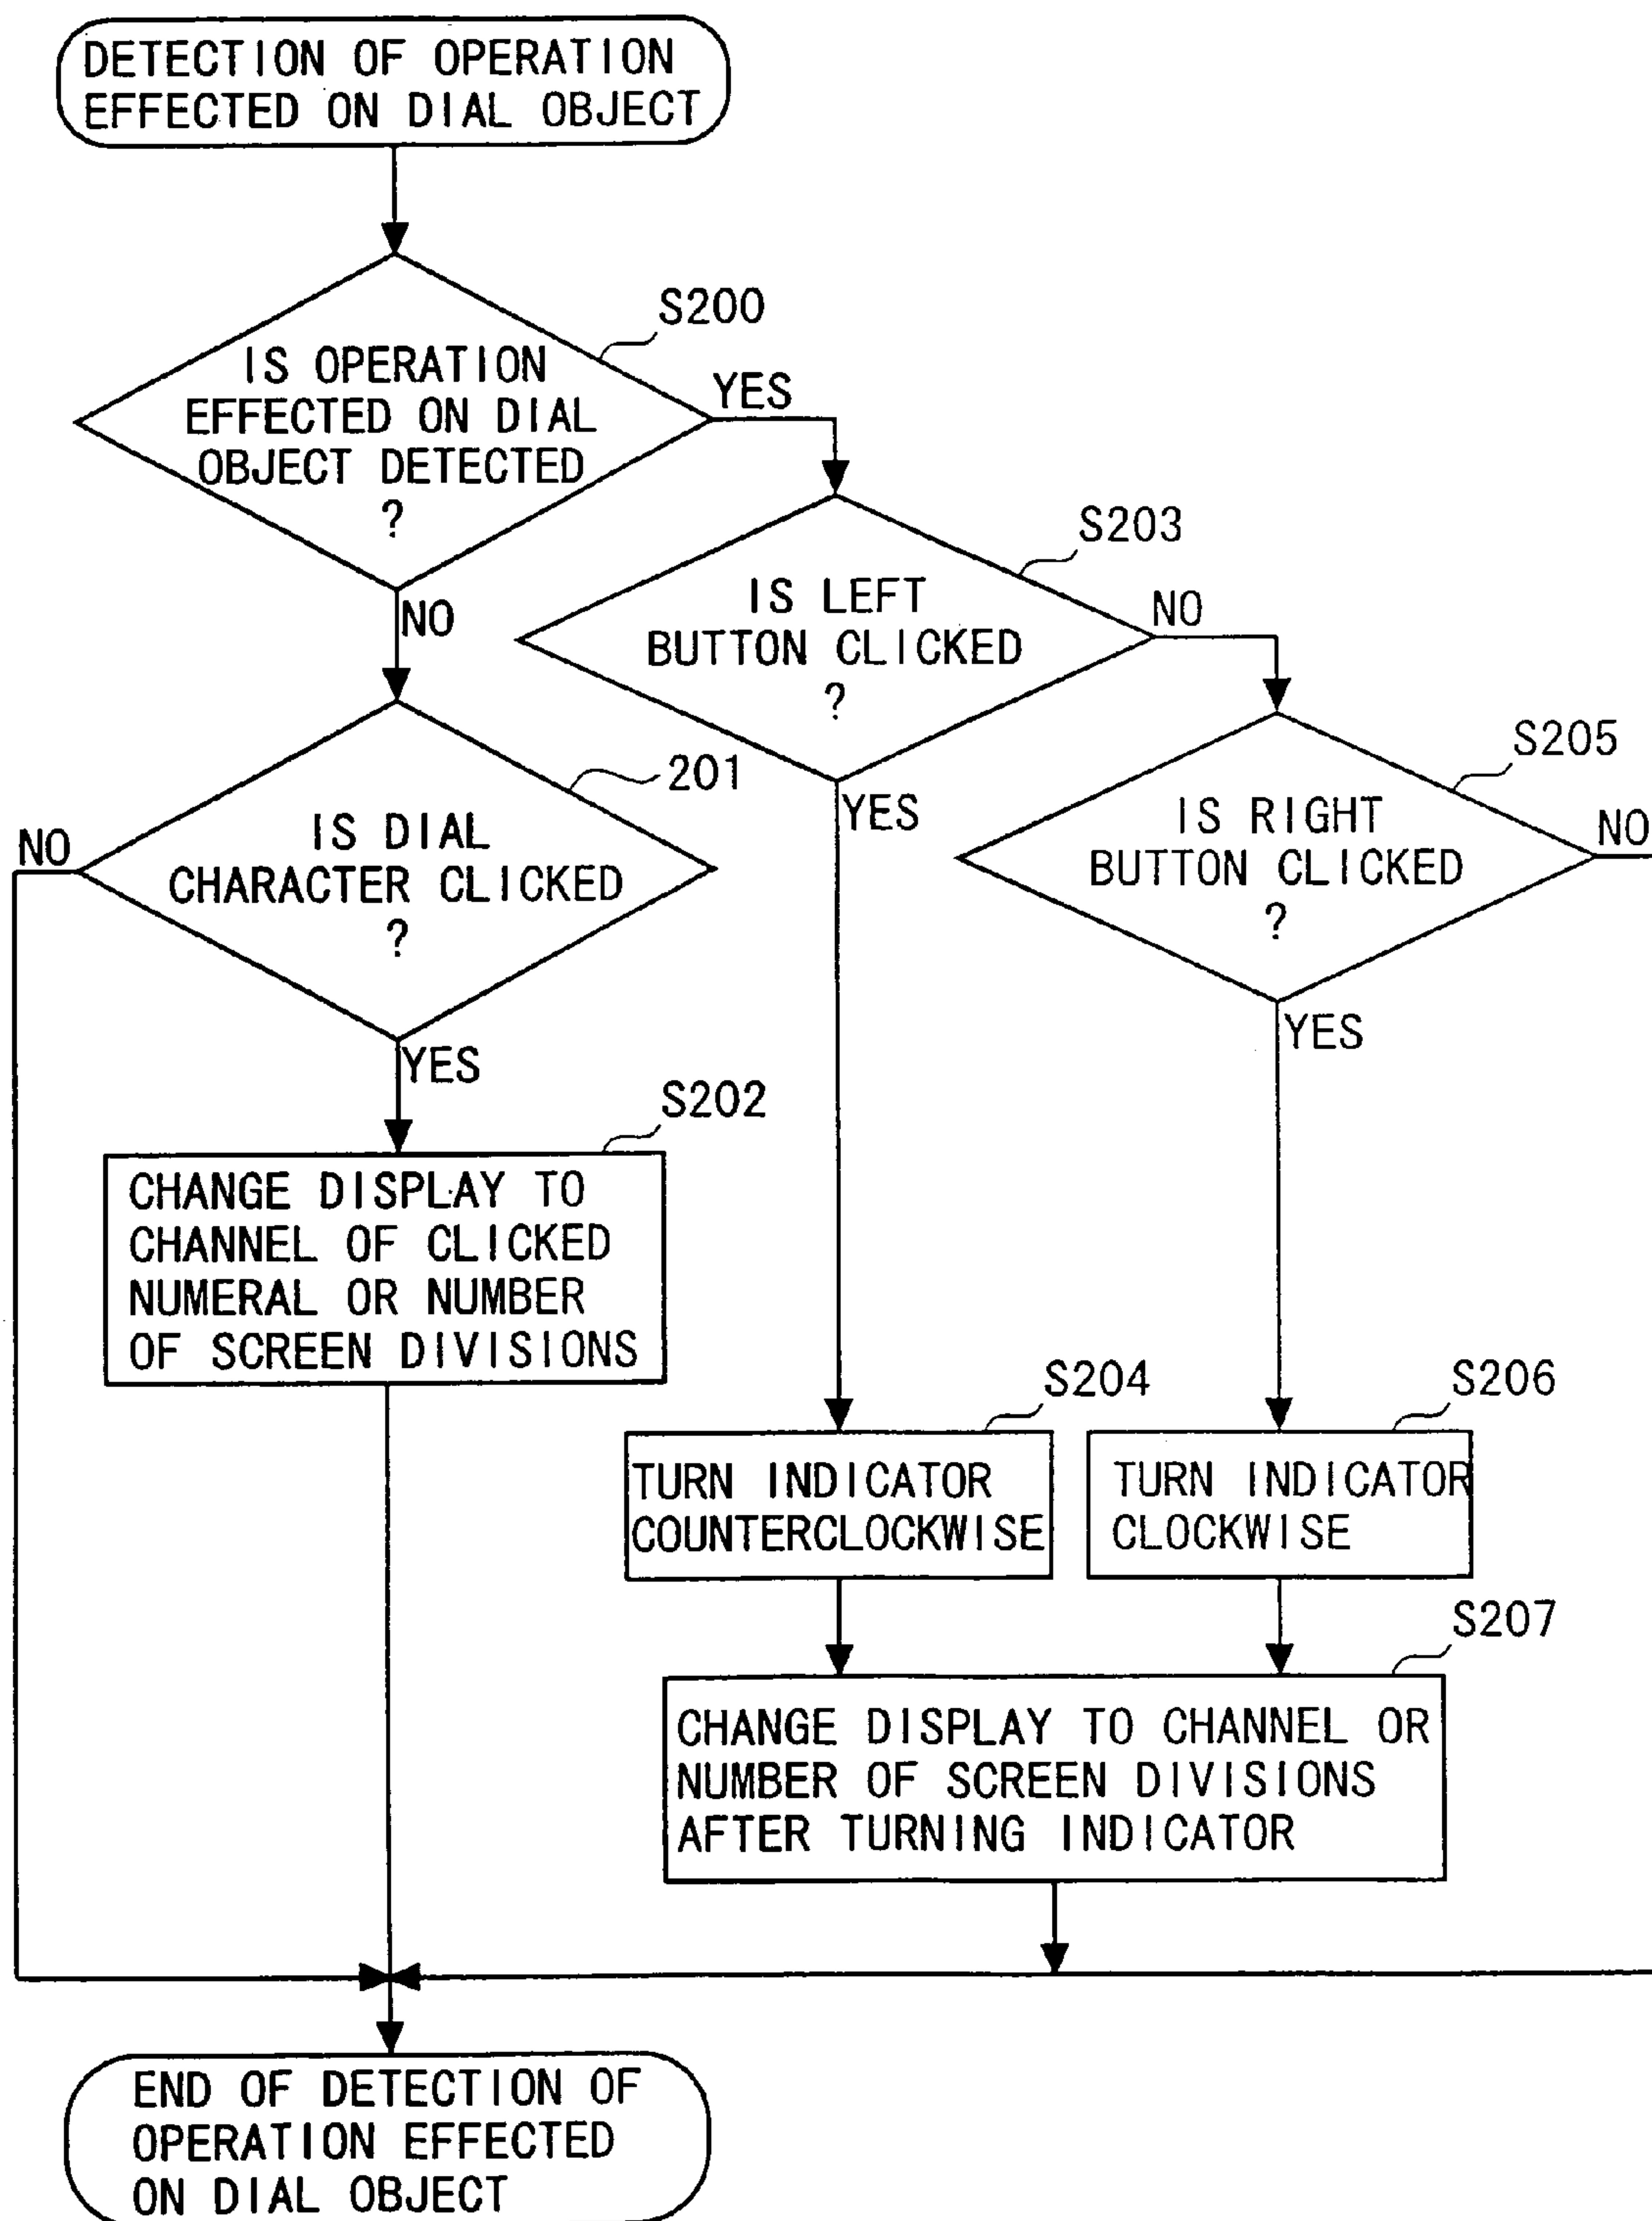 DETECTION OF OPERATION
EFFECTED ON DIAL OBJECT
S200
IS OPERATION
EFFECTED ON DIAL
OBJECT DETECTED
?
YES
NO
S203
IS LEFT
BUTTON CLICKED
?
NO
YES
S205
IS RIGHT
BUTTON CLICKED
?
NO
YES
201
IS DIAL
CHARACTER CLICKED
?
NO
YES
S202
CHANGE DISPLAY TO
CHANNEL OF CLICKED
NUMERAL OR NUMBER
OF SCREEN DIVISIONS
S204
TURN INDICATOR
COUNTERCLOCKWISE
S206
TURN INDICATOR
CLOCKWISE
S207
CHANGE DISPLAY TO CHANNEL OR
NUMBER OF SCREEN DIVISIONS
AFTER TURNING INDICATOR
END OF DETECTION OF
OPERATION EFFECTED
ON DIAL OBJECT